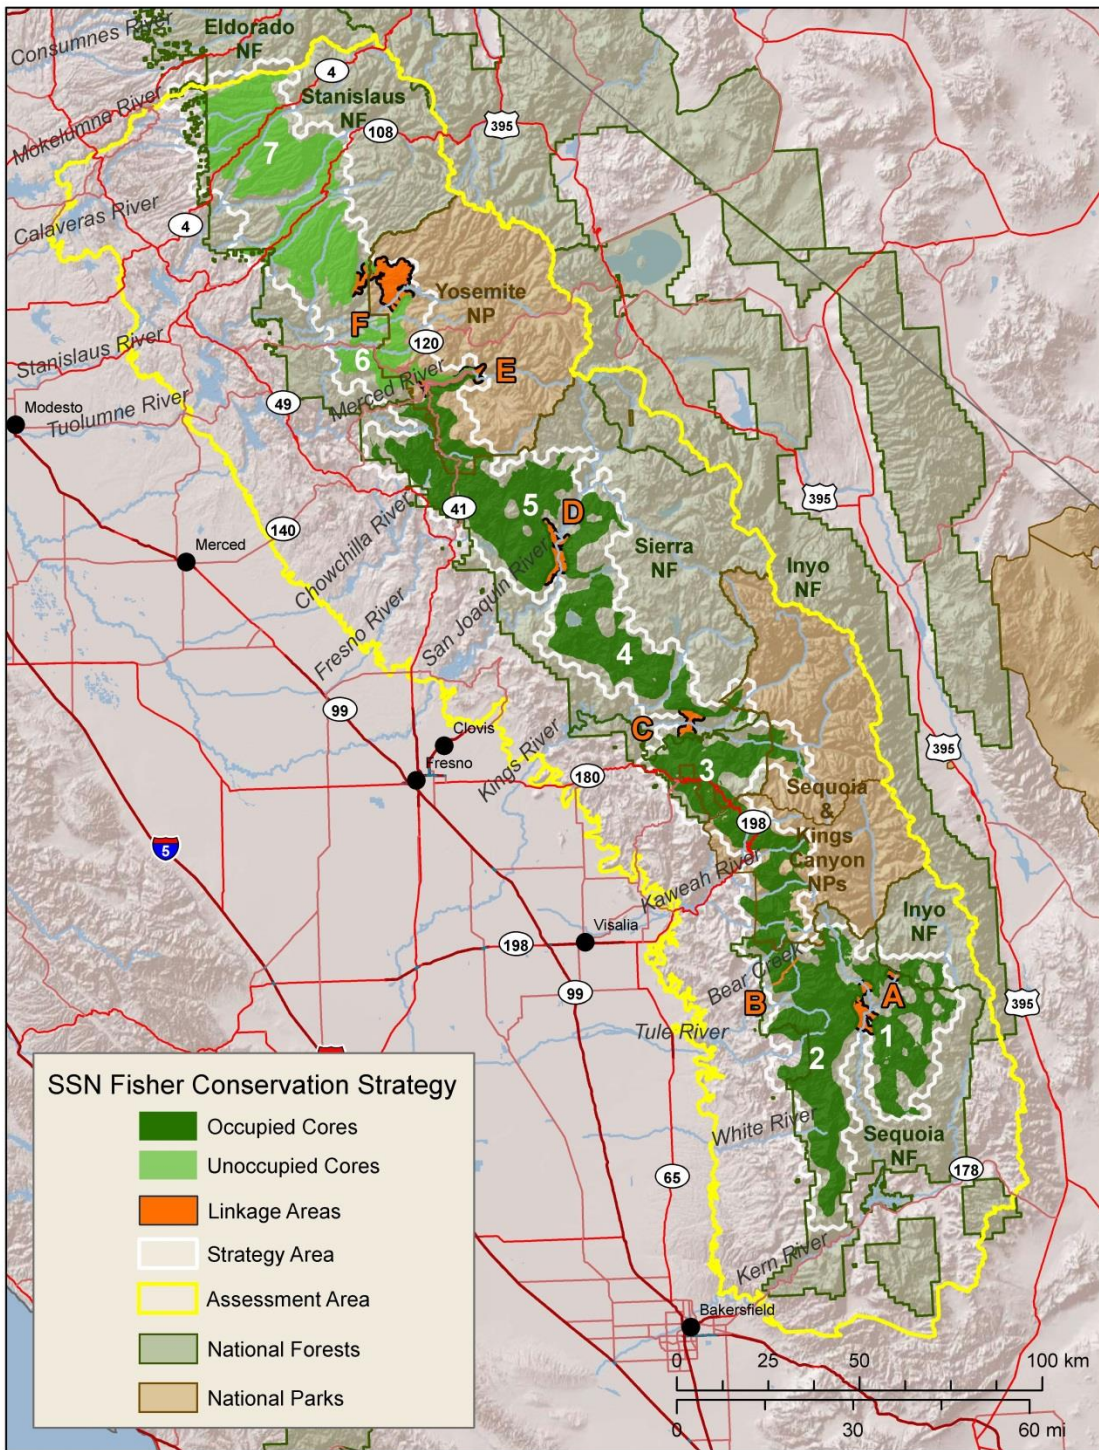 Consumnes River
Eldorado
NF
4
Stanislaus
NF
Mokelumne River
108
395
7
Calaveras River
4
Yosemite
NP
F
120
Stanislaus River
6
E
Merced River
49
Modesto
Tuolumne River
395
5
D
41
140
Chowchilla River
Merced
Sierra
NF
Inyo
NF
San Joaquin River
Fresno River
4
99
C
Clovis
395
Fresno
Kings River
180
3
Sequoia
&
Kings
Canyon
NPs
198
5
Kaweah River
Inyo
NF
Visalia
198
Bear Creek
A
99
B
395
Tule River
1
2
SSN Fisher Conservation Strategy
Occupied Cores
Unoccupied Cores
Linkage Areas
Strategy Area
Assessment Area
National Forests
National Parks
White River
Sequoia
NF
65
178
Kern River
Bakersfield
0 25 50 100 km
0 30 60 mi